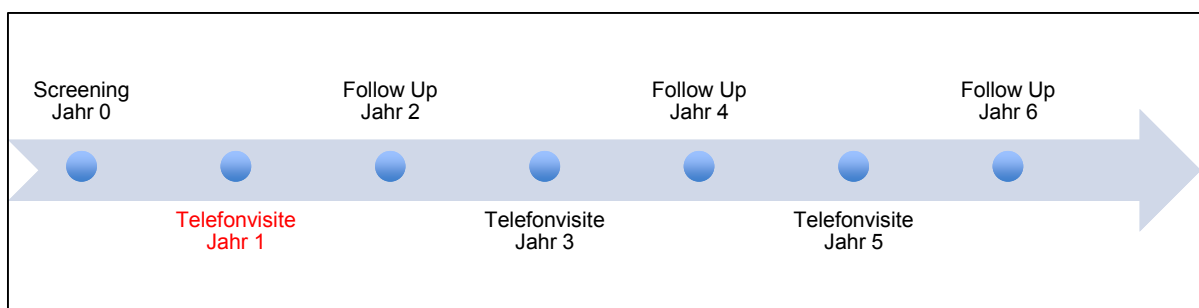 Screening
Jahr 0
Follow Up
Jahr 2
Follow Up
Jahr 4
Follow Up
Jahr 6
Telefonvisite
Jahr 1
Telefonvisite
Jahr 3
Telefonvisite
Jahr 5